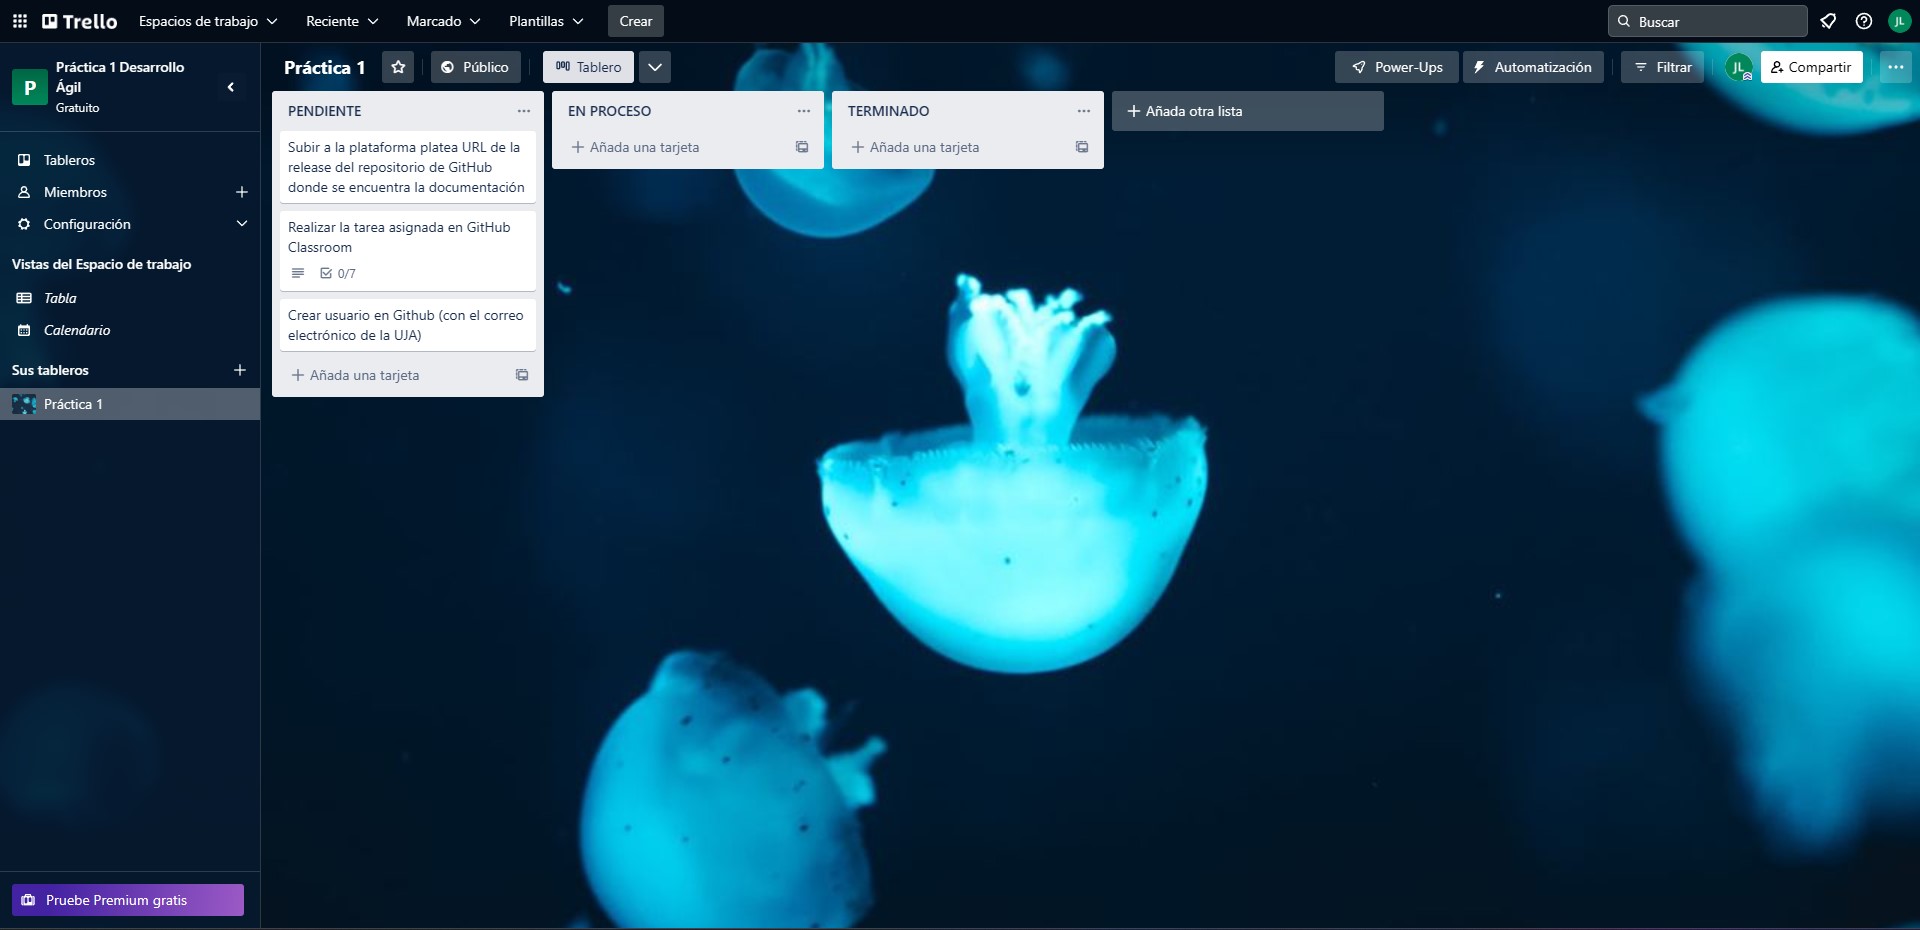 Trello
Espacios de trabajo
Reciente
Marcado
Plantillas
Crear
Buscar
JL
P
Práctica 1 Desarrollo
Ágil
Gratuito
Tableros
Miembros
Configuración
Vistas del Espacio de trabajo
Tabla
Calendario
Sus tableros
Práctica 1
Pruebe Premium gratis
Práctica 1
Público
Tablero
Power-Ups
Automatización
Filtrar
JL
Compartir
PENDIENTE
Subir a la plataforma platea URL de la
release del repositorio de GitHub
donde se encuentra la documentación
Realizar la tarea asignada en GitHub
Classroom
0/7
Crear usuario en Github (con el correo
electrónico de la UJA)
Añada una tarjeta
EN PROCESO
Añada una tarjeta
TERMINADO
Añada una tarjeta
Añada otra lista